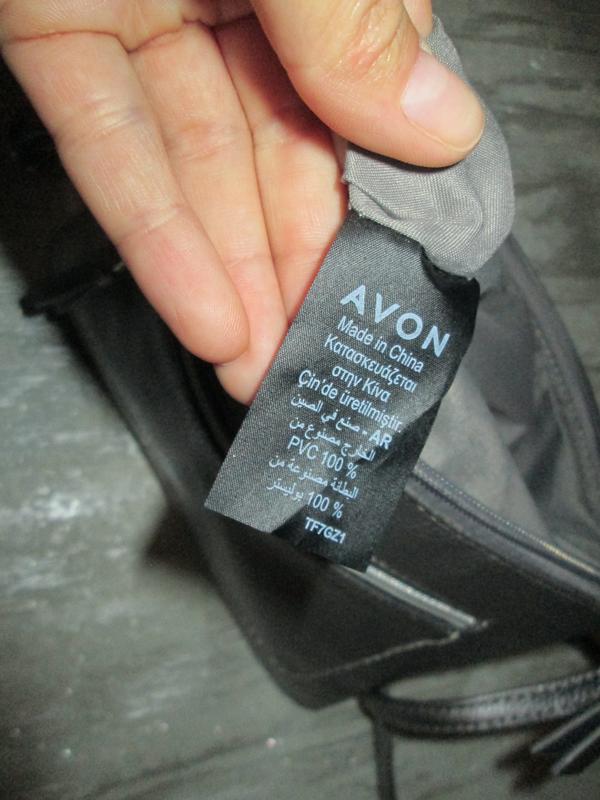 AVON
Made in China
Κατασκευάζεται
στην Κίνα
Çin'de üretilmiştir.
AR - صنع في الصين
الخارج مصنوع من
PVC 100 %
البطانة مصنوعة من
100 % بوليستر
TF7GZ1